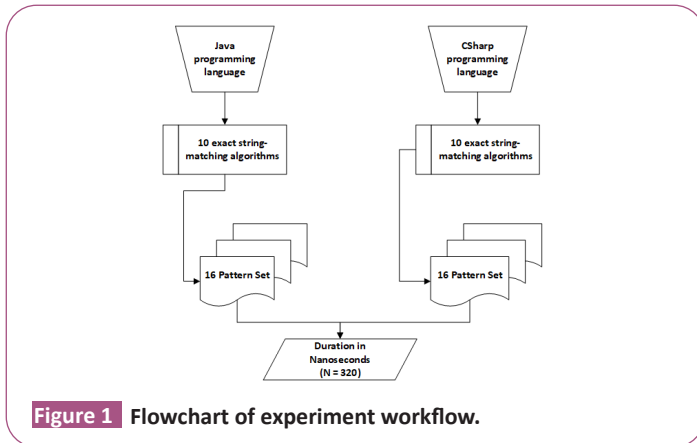 Java
programming
language
CSharp
programming
language
10 exact string-
matching algorithms
10 exact string-
matching algorithms
16 Pattern Set
16 Pattern Set
Duration in
Nanoseconds
(N = 320)
Figure 1 Flowchart of experiment workflow.